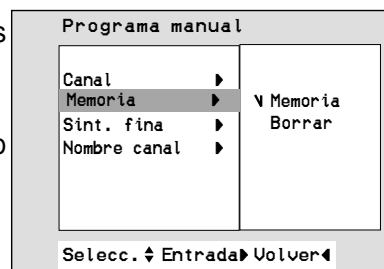 s
Programa manual
Canal
Memoria
Sint. fina
Nombre canal
Memoria
Borrar
o
Selecc. Entrada Volver